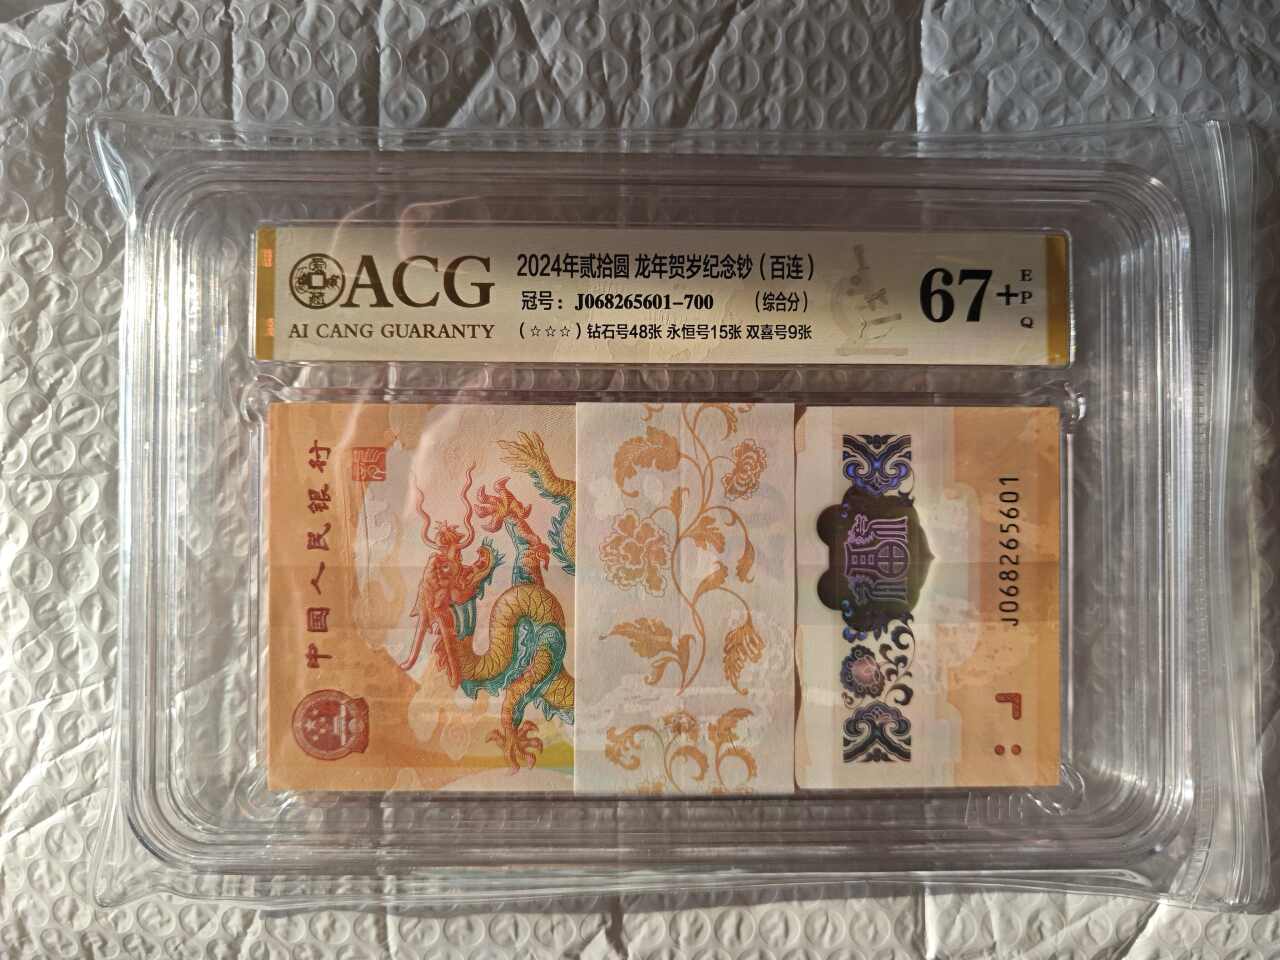 ACG
AI CANG GUARANTY
2024年贰拾圆 龙年贺岁纪念钞（百连）
冠号：J068265601-700 （综合分）
（☆☆☆）钻石号48张 永恒号15张 双喜号9张
67+
EPQ
中国人民银行
福
J068265601